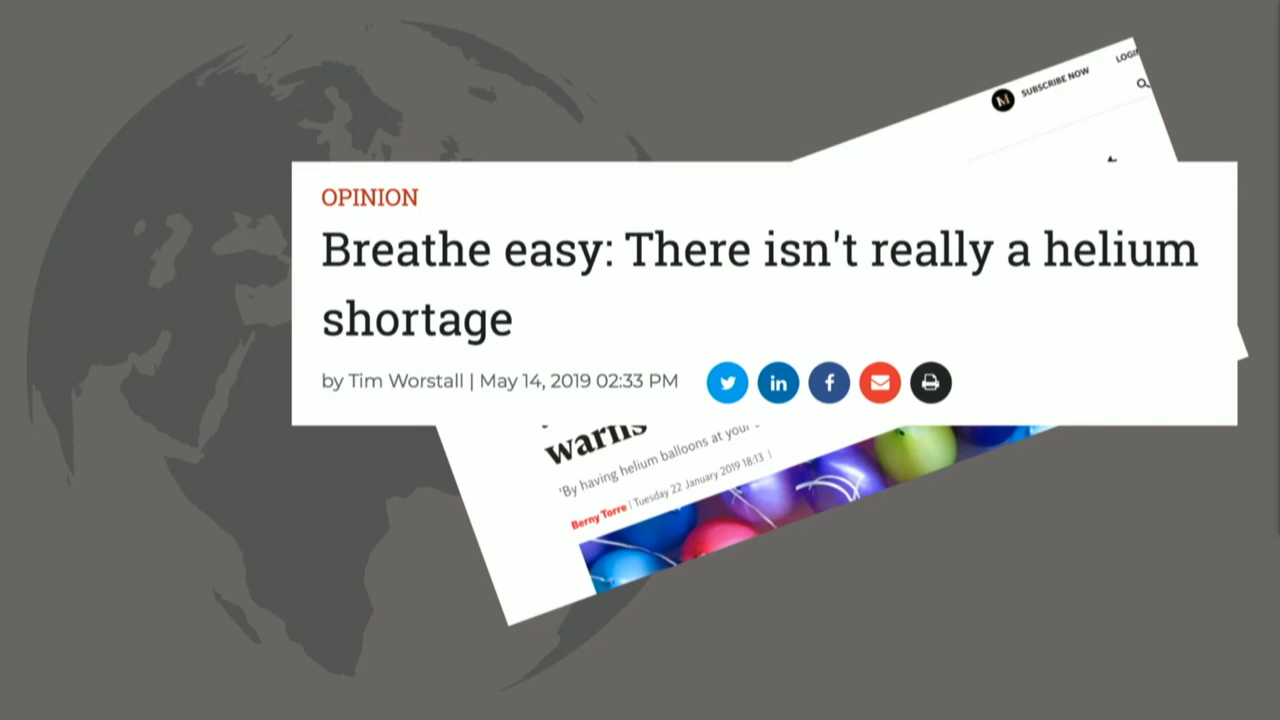 M SUBSCRIBE NOW LOGIN
OPINION
Breathe easy: There isn't really a helium
shortage
by Tim Worstall | May 14, 2019 02:33 PM
warns
'By having helium balloons at your
Berny Torre | Tuesday 22 January 2019 18:13 |